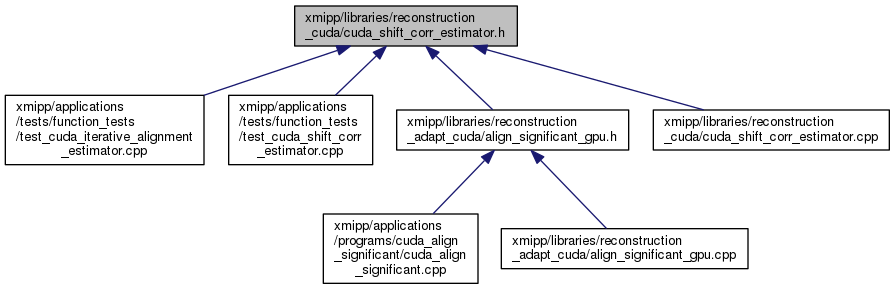 xmipp/libraries/reconstruction
_cuda/cuda_shift_corr_estimator.h
xmipp/applications
/tests/function_tests
/test_cuda_iterative_alignment
_estimator.cpp
xmipp/applications
/tests/function_tests
/test_cuda_shift_corr
_estimator.cpp
xmipp/libraries/reconstruction
_adapt_cuda/align_significant_gpu.h
xmipp/libraries/reconstruction
_cuda/cuda_shift_corr_estimator.cpp
xmipp/applications
/programs/cuda_align
_significant/cuda_align
_significant.cpp
xmipp/libraries/reconstruction
_adapt_cuda/align_significant_gpu.cpp